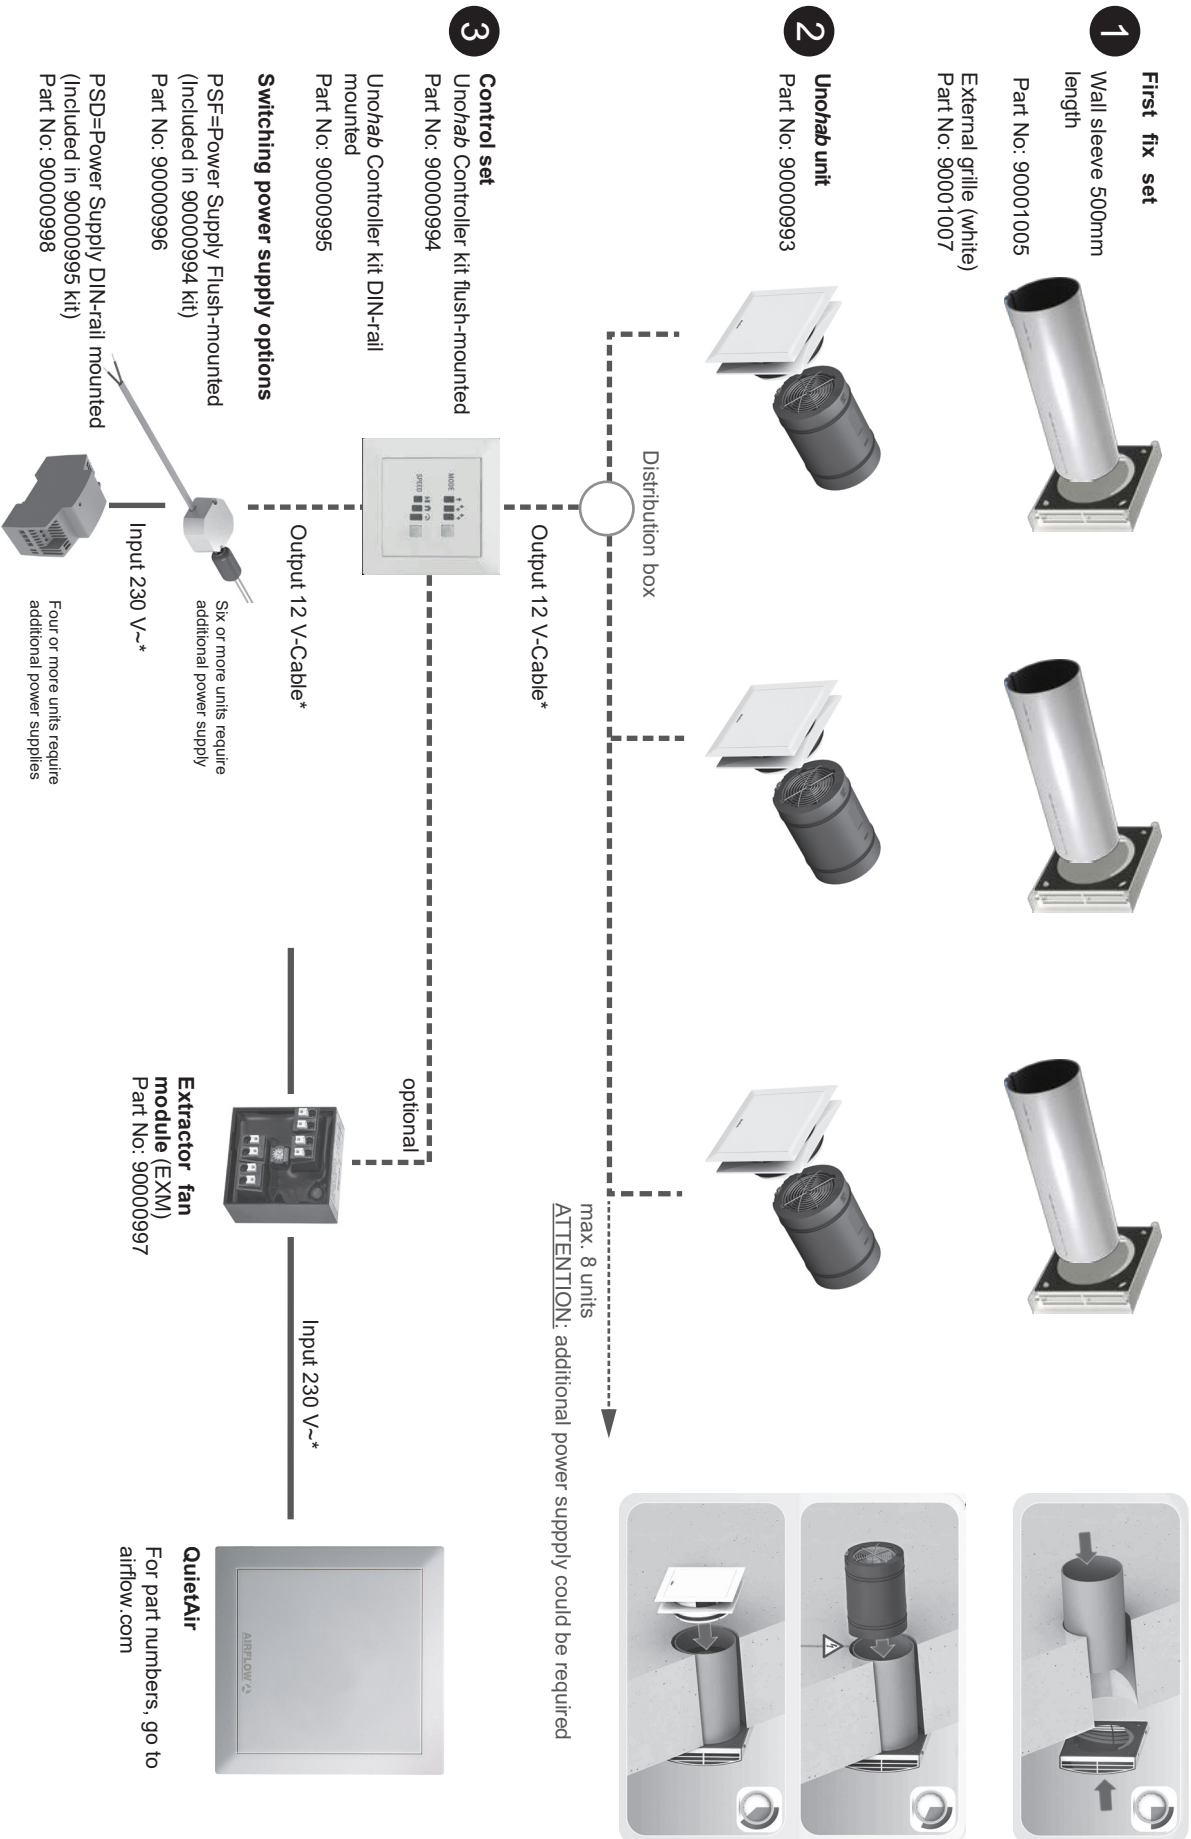 1
First fix set
Wall sleeve 500mm
length
Part No: 90001005
External grille (white)
Part No: 90001007
2
Unohab unit
Part No: 90000993
Distribution box
max. 8 units
ATTENTION: additional power suppply could be required
Output 12 V-Cable*
3
Control set
Unohab Controller kit flush-mounted
Part No: 90000994
Unohab Controller kit DIN-rail
mounted
Part No: 90000995
MODE
SPEED
optional
Switching power supply options
PSF=Power Supply Flush-mounted
(Included in 90000994 kit)
Part No: 90000996
PSD=Power Supply DIN-rail mounted
(Included in 90000995 kit)
Part No: 90000998
Output 12 V-Cable*
Six or more units require
additional power supply
Input 230 V~*
Four or more units require
additional power supplies
Extractor fan
module (EXM)
Part No: 90000997
Input 230 V~*
AIRFLOW
QuietAir
For part numbers, go to
airflow.com